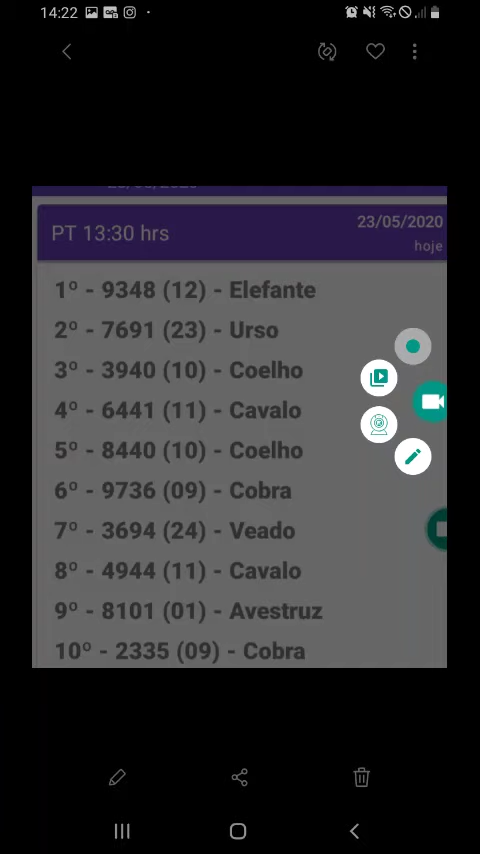 14:22
PT 13:30 hrs
23/05/2020
hoje
1º - 9348 (12) - Elefante
2º - 7691 (23) - Urso
3º - 3940 (10) - Coelho
4º - 6441 (11) - Cavalo
5º - 8440 (10) - Coelho
6º - 9736 (09) - Cobra
7º - 3694 (24) - Veado
8º - 4944 (11) - Cavalo
9º - 8101 (01) - Avestruz
10º - 2335 (09) - Cobra